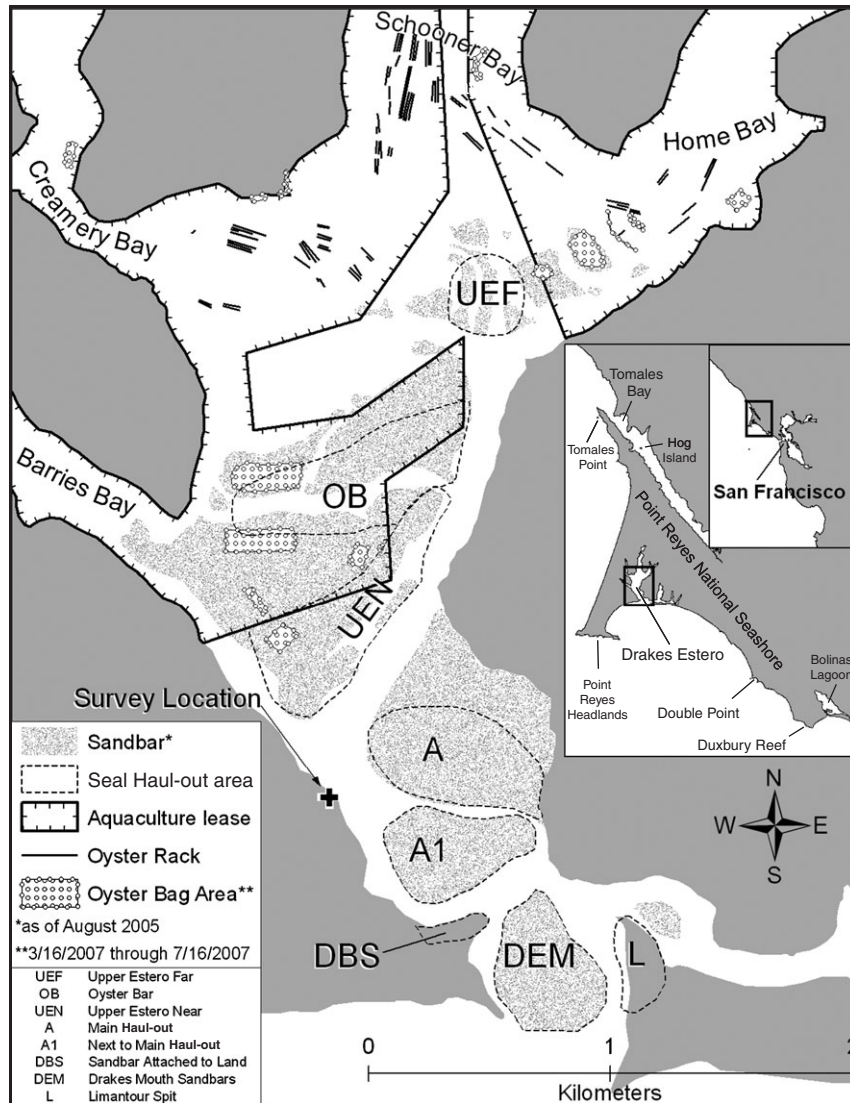 Schooner Bay
Home Bay
Creamery Bay
UEF
Barries Bay
OB
UEN
Survey Location
A
A1
DBS
DEM
L
Tomales
Bay
Tomales
Point
Hog
Island
San Francisco
Point Reyes National Seashore
Drakes Estero
Point
Reyes
Headlands
Double Point
Bolinas
Lagoon
Duxbury Reef
N
W E
S
Sandbar*
Seal Haul-out area
Aquaculture lease
Oyster Rack
Oyster Bag Area**
*as of August 2005
**3/16/2007 through 7/16/2007
UEF Upper Estero Far
OB Oyster Bar
UEN Upper Estero Near
A Main Haul-out
A1 Next to Main Haul-out
DBS Sandbar Attached to Land
DEM Drakes Mouth Sandbars
L Limantour Spit
0 1 2
Kilometers